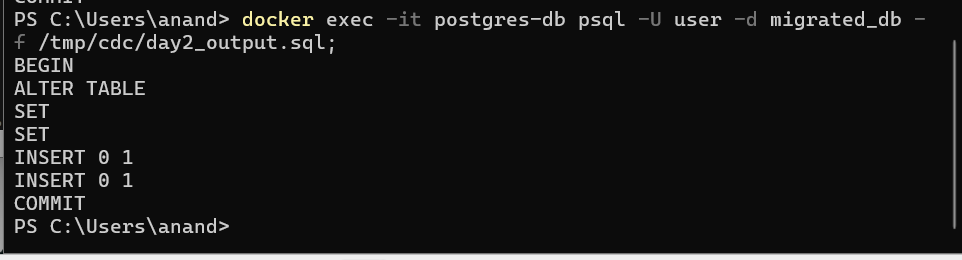 PS C:\Users\anand> docker exec -it postgres-db psql -U user -d migrated_db -
f /tmp/cdc/day2_output.sql;
BEGIN
ALTER TABLE
SET
SET
INSERT 0 1
INSERT 0 1
COMMIT
PS C:\Users\anand>